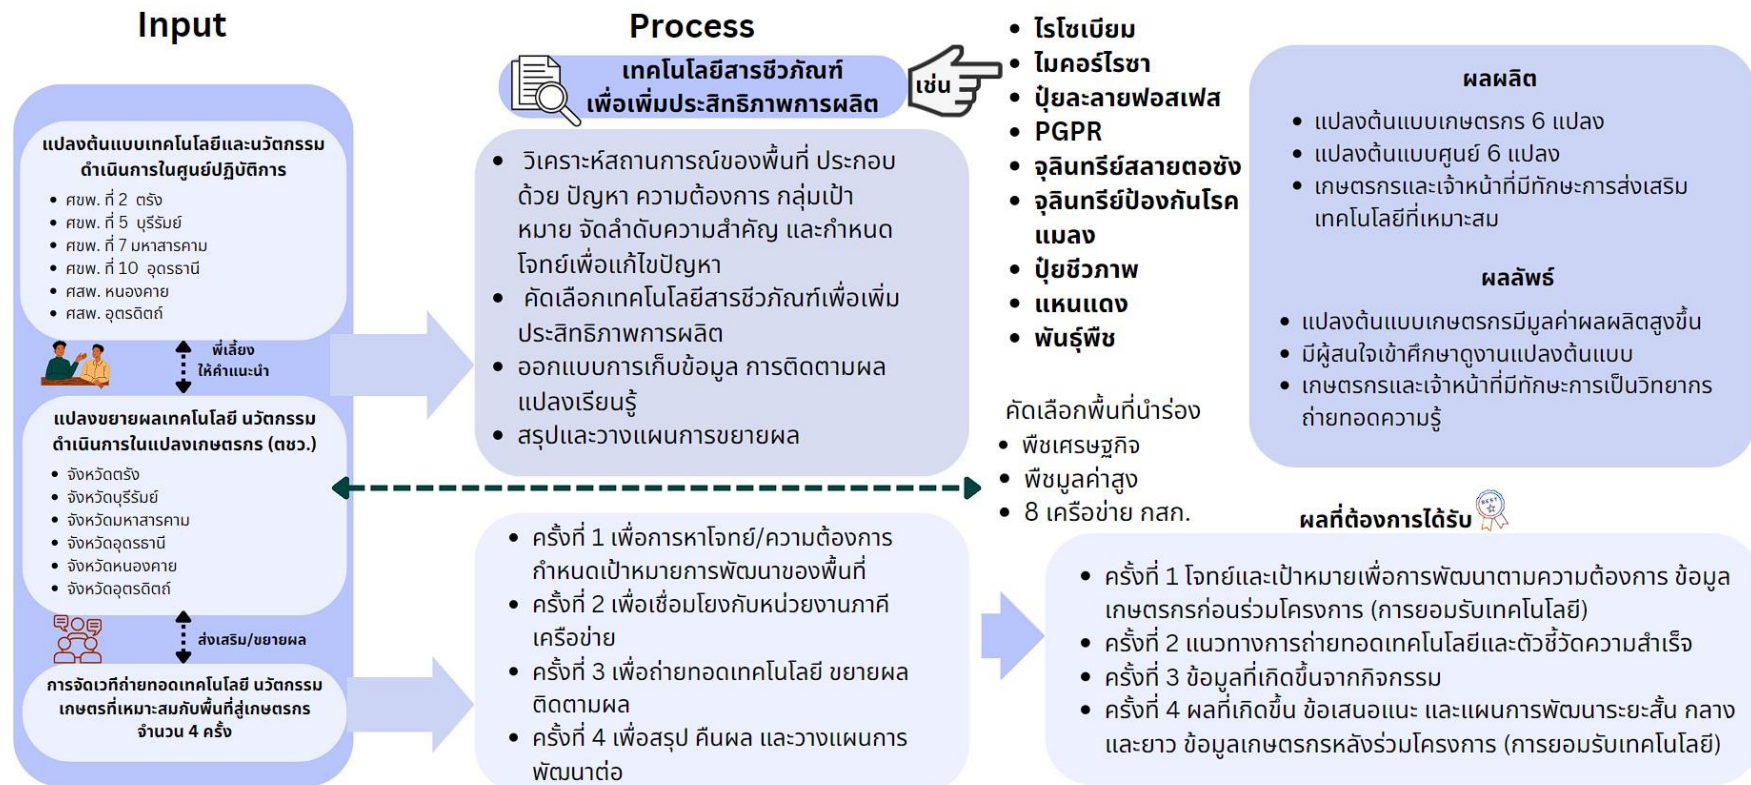 Input
แปลงต้นแบบเทคโนโลยีและนวัตกรรม
ดำเนินการในศูนย์ปฏิบัติการ
ศขพ. ที่ 2 ตรัง
ศขพ. ที่ 5 บุรีรัมย์
ศขพ. ที่ 7 มหาสารคาม
ศขพ. ที่ 10 อุดรธานี
ศสพ. หนองคาย
ศสพ. อุตรดิตถ์
พี่เลี้ยง
ให้คำแนะนำ
แปลงขยายผลเทคโนโลยี นวัตกรรม
ดำเนินการในแปลงเกษตรกร (ตชว.)
จังหวัดตรัง
จังหวัดบุรีรัมย์
จังหวัดมหาสารคาม
จังหวัดอุดรธานี
จังหวัดหนองคาย
จังหวัดอุตรดิตถ์
ส่งเสริม/ขยายผล
การจัดเวทีถ่ายทอดเทคโนโลยี นวัตกรรม
เกษตรที่เหมาะสมกับพื้นที่สู่เกษตรกร
จำนวน 4 ครั้ง
Process
เทคโนโลยีสารชีวภัณฑ์
เพื่อเพิ่มประสิทธิภาพการผลิต
เช่น
วิเคราะห์สถานการณ์ของพื้นที่ ประกอบ
ด้วย ปัญหา ความต้องการ กลุ่มเป้า
หมาย จัดลำดับความสำคัญ และกำหนด
โจทย์เพื่อแก้ไขปัญหา
คัดเลือกเทคโนโลยีสารชีวภัณฑ์เพื่อเพิ่ม
ประสิทธิภาพการผลิต
ออกแบบการเก็บข้อมูล การติดตามผล
แปลงเรียนรู้
สรุปและวางแผนการขยายผล
ครั้งที่ 1 เพื่อการหาโจทย์/ความต้องการ
กำหนดเป้าหมายการพัฒนาของพื้นที่
ครั้งที่ 2 เพื่อเชื่อมโยงกับหน่วยงานภาคี
เครือข่าย
ครั้งที่ 3 เพื่อถ่ายทอดเทคโนโลยี ขยายผล
ติดตามผล
ครั้งที่ 4 เพื่อสรุป คืนผล และวางแผนการ
พัฒนาต่อ
ไรโซเบียม
ไมคอร์ไรซา
ปุ๋ยละลายฟอสเฟส
PGPR
จุลินทรีย์สลายตอซัง
จุลินทรีย์ป้องกันโรค
แมลง
ปุ๋ยชีวภาพ
แหนแดง
พันธุ์พืช
คัดเลือกพื้นที่นำร่อง
พืชเศรษฐกิจ
พืชมูลค่าสูง
8 เครือข่าย กสก.
ผลผลิต
แปลงต้นแบบเกษตรกร 6 แปลง
แปลงต้นแบบศูนย์ 6 แปลง
เกษตรกรและเจ้าหน้าที่มีทักษะการส่งเสริม
เทคโนโลยีที่เหมาะสม
ผลลัพธ์
แปลงต้นแบบเกษตรกรมีมูลค่าผลผลิตสูงขึ้น
มีผู้สนใจเข้าศึกษาดูงานแปลงต้นแบบ
เกษตรกรและเจ้าหน้าที่มีทักษะการเป็นวิทยากร
ถ่ายทอดความรู้
ผลที่ต้องการได้รับ
BEST
ครั้งที่ 1 โจทย์และเป้าหมายเพื่อการพัฒนาตามความต้องการ ข้อมูล
เกษตรกรก่อนร่วมโครงการ (การยอมรับเทคโนโลยี)
ครั้งที่ 2 แนวทางการถ่ายทอดเทคโนโลยีและตัวชี้วัดความสำเร็จ
ครั้งที่ 3 ข้อมูลที่เกิดขึ้นจากกิจกรรม
ครั้งที่ 4 ผลที่เกิดขึ้น ข้อเสนอแนะ และแผนการพัฒนาระยะสั้น กลาง
และยาว ข้อมูลเกษตรกรหลังร่วมโครงการ (การยอมรับเทคโนโลยี)